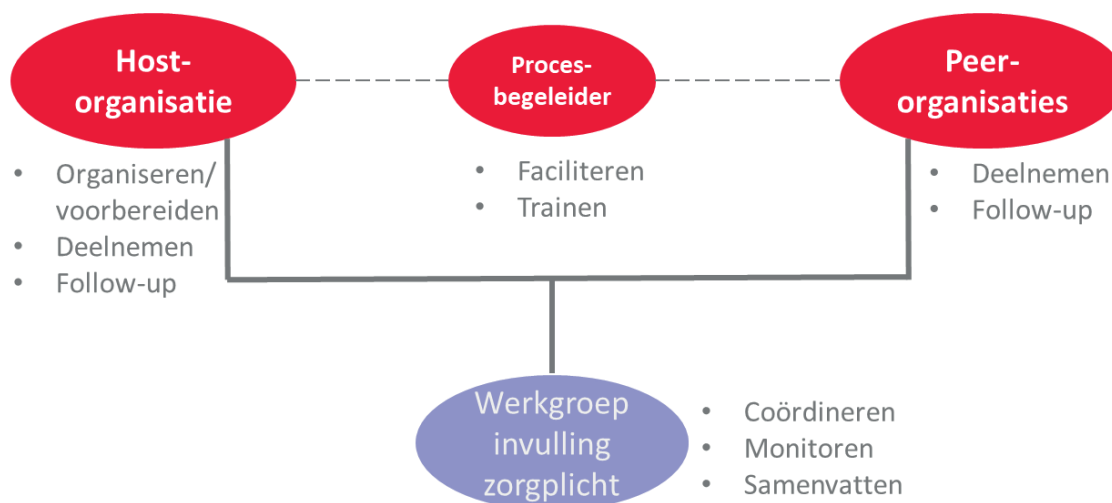 Host-
organisatie
Proces-
begeleider
Peer-
organisaties
• Organiseren/
voorbereiden
• Deelnemen
• Follow-up
• Faciliteren
• Trainen
• Deelnemen
• Follow-up
Werkgroep
invulling
zorgplicht
• Coördineren
• Monitoren
• Samenvatten